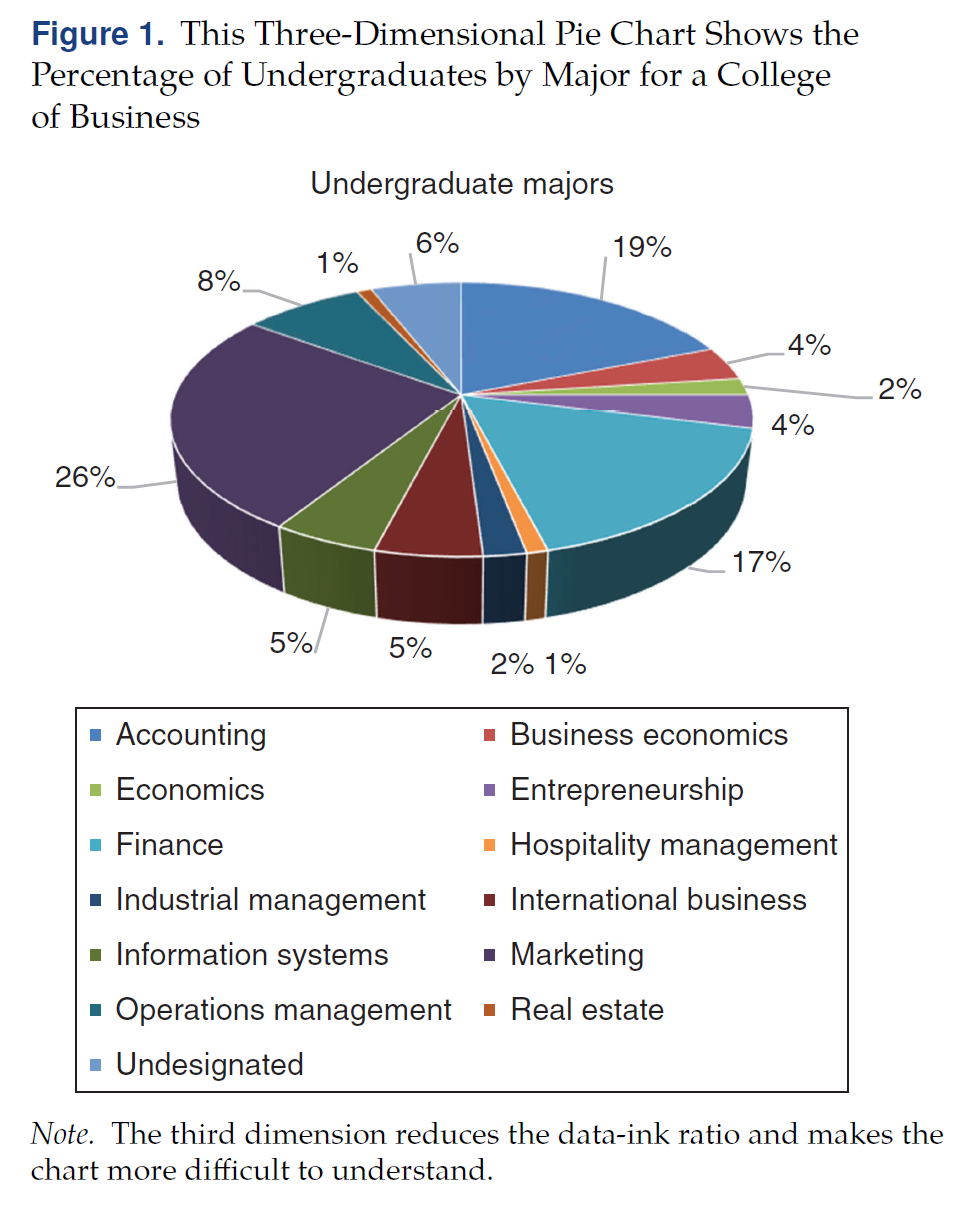 Figure 1. This Three-Dimensional Pie Chart Shows the
Percentage of Undergraduates by Major for a College
of Business
Undergraduate majors
6%
19%
1%
8%
4%
2%
4%
26%
17%
5%
5%
2% 1%
Accounting
Business economics
Economics
Entrepreneurship
Finance
Hospitality management
Industrial management
International business
Information systems
Marketing
Operations management
Real estate
Undesignated
Note. The third dimension reduces the data-ink ratio and makes the
chart more difficult to understand.